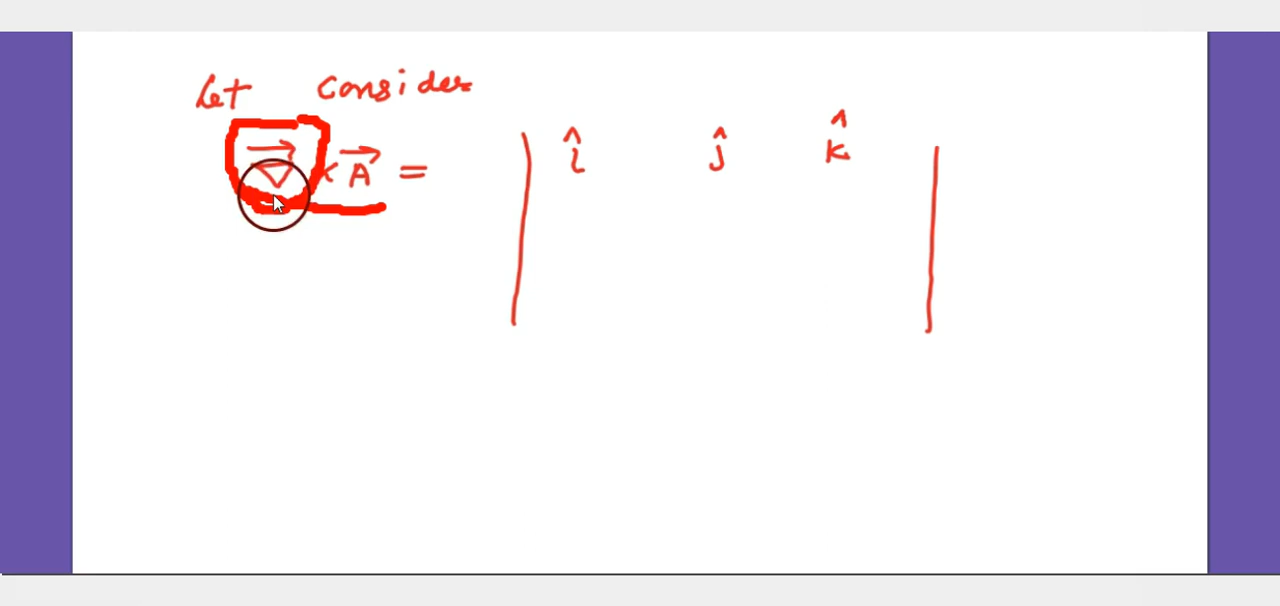 Let consider
∇⃗ × A⃗ = | î ĵ k̂ |